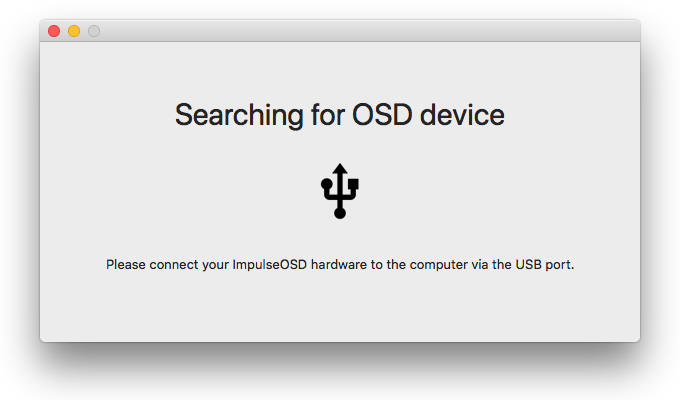 Searching for OSD device
Please connect your ImpulseOSD hardware to the computer via the USB port.